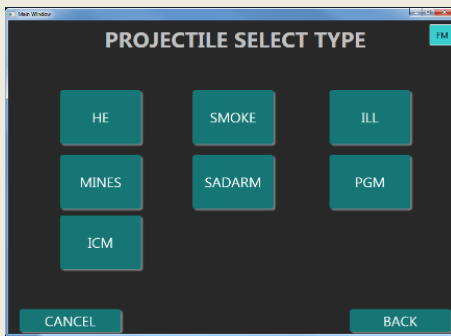 Main Window
PROJECTILE SELECT TYPE
FM
HE
SMOKE
ILL
MINES
SADARM
PGM
ICM
CANCEL
BACK